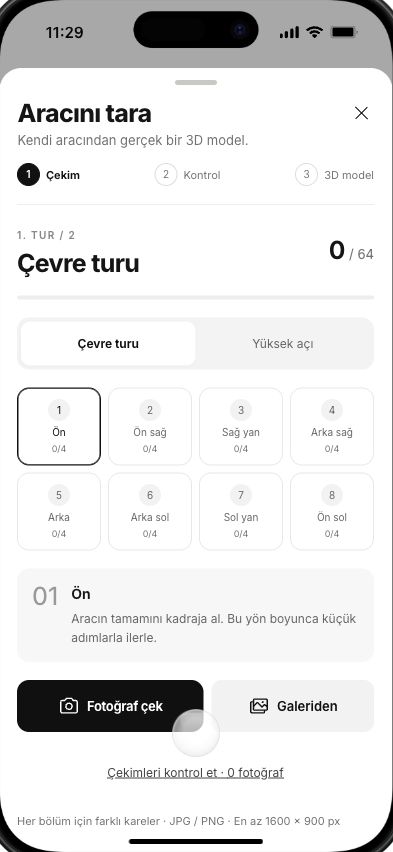 11:29
Aracını tara
Kendi aracından gerçek bir 3D model.
1 Çekim 2 Kontrol 3 3D model
1. TUR / 2
Çevre turu 0 / 64
Çevre turu Yüksek açı
1 2 3 4
Ön Ön sağ Sağ yan Arka sağ
0/4 0/4 0/4 0/4
5 6 7 8
Arka Arka sol Sol yan Ön sol
0/4 0/4 0/4 0/4
01 Ön
Aracın tamamını kadraja al. Bu yön boyunca küçük
adımlarla ilerle.
Fotoğraf çek Galeriden
Çekimleri kontrol et · 0 fotoğraf
Her bölüm için farklı kareler · JPG / PNG · En az 1600 × 900 px